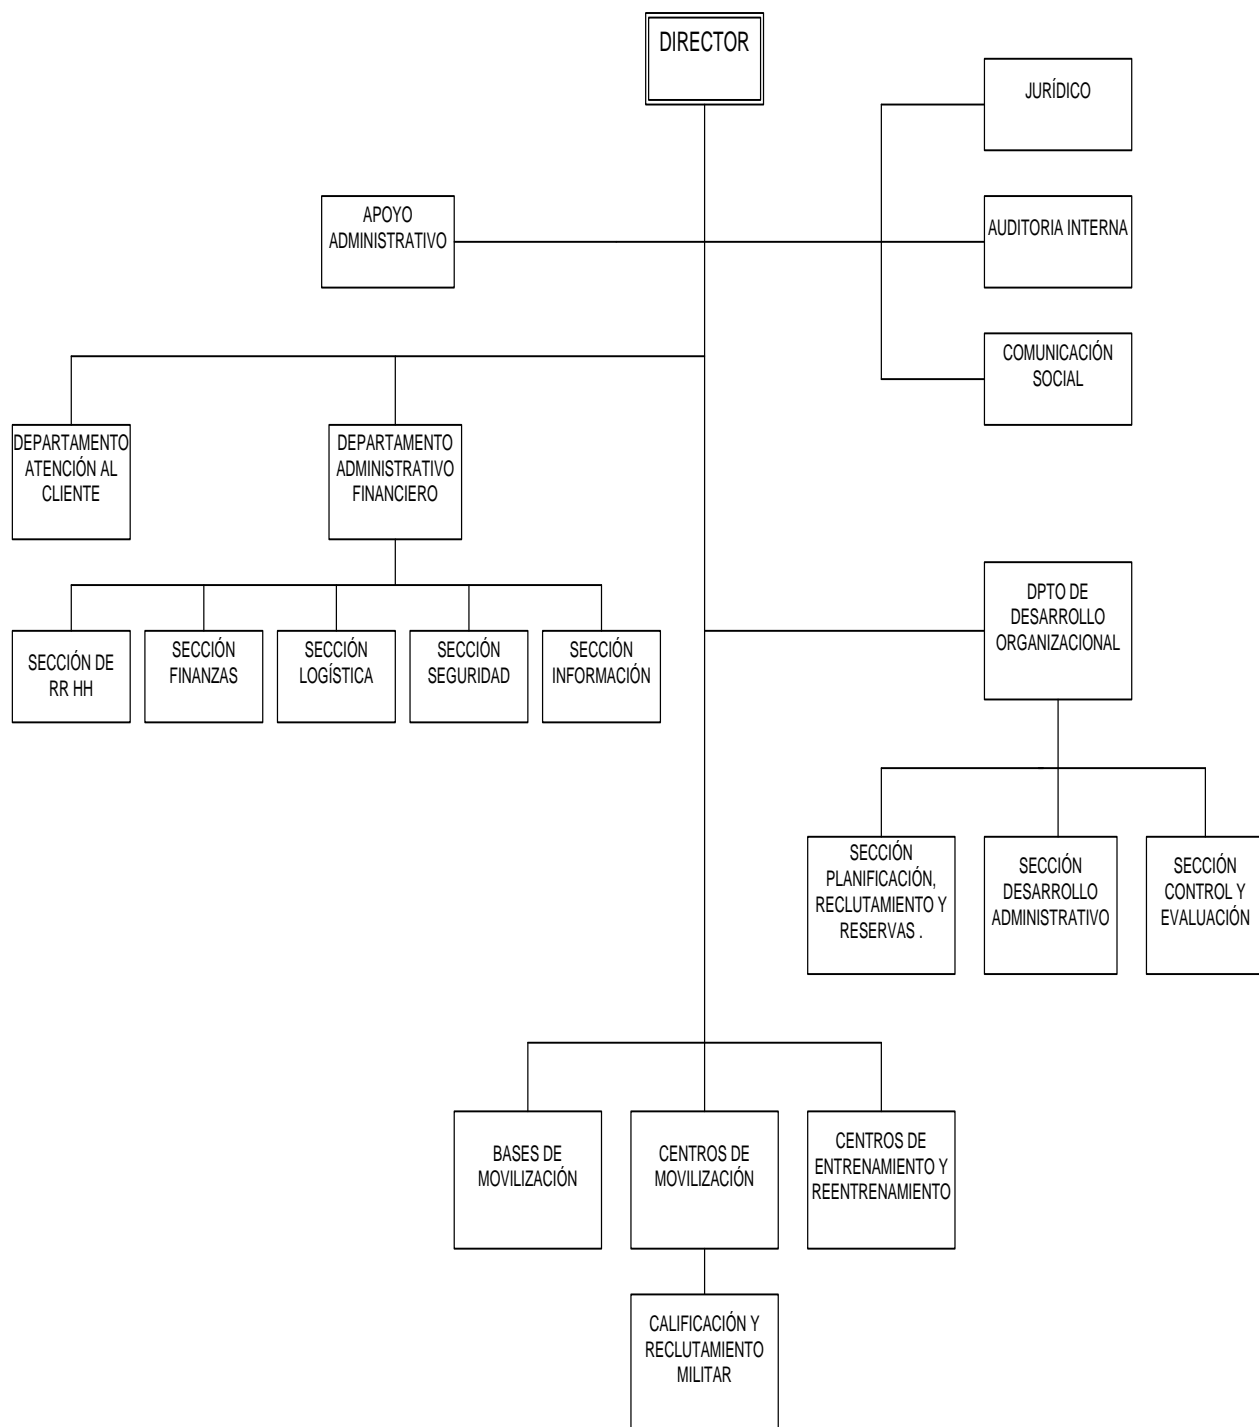 DIRECTOR
JURÍDICO
APOYO
ADMINISTRATIVO
AUDITORIA INTERNA
COMUNICACIÓN
SOCIAL
DEPARTAMENTO
ATENCIÓN AL
CLIENTE
DEPARTAMENTO
ADMINISTRATIVO
FINANCIERO
DPTO DE
DESARROLLO
ORGANIZACIONAL
SECCIÓN DE
RR HH
SECCIÓN
FINANZAS
SECCIÓN
LOGÍSTICA
SECCIÓN
SEGURIDAD
SECCIÓN
INFORMACIÓN
SECCIÓN
PLANIFICACIÓN,
RECLUTAMIENTO Y
RESERVAS .
SECCIÓN
DESARROLLO
ADMINISTRATIVO
SECCIÓN
CONTROL Y
EVALUACIÓN
BASES DE
MOVILIZACIÓN
CENTROS DE
MOVILIZACIÓN
CENTROS DE
ENTRENAMIENTO Y
REENTRENAMIENTO
CALIFICACIÓN Y
RECLUTAMIENTO
MILITAR